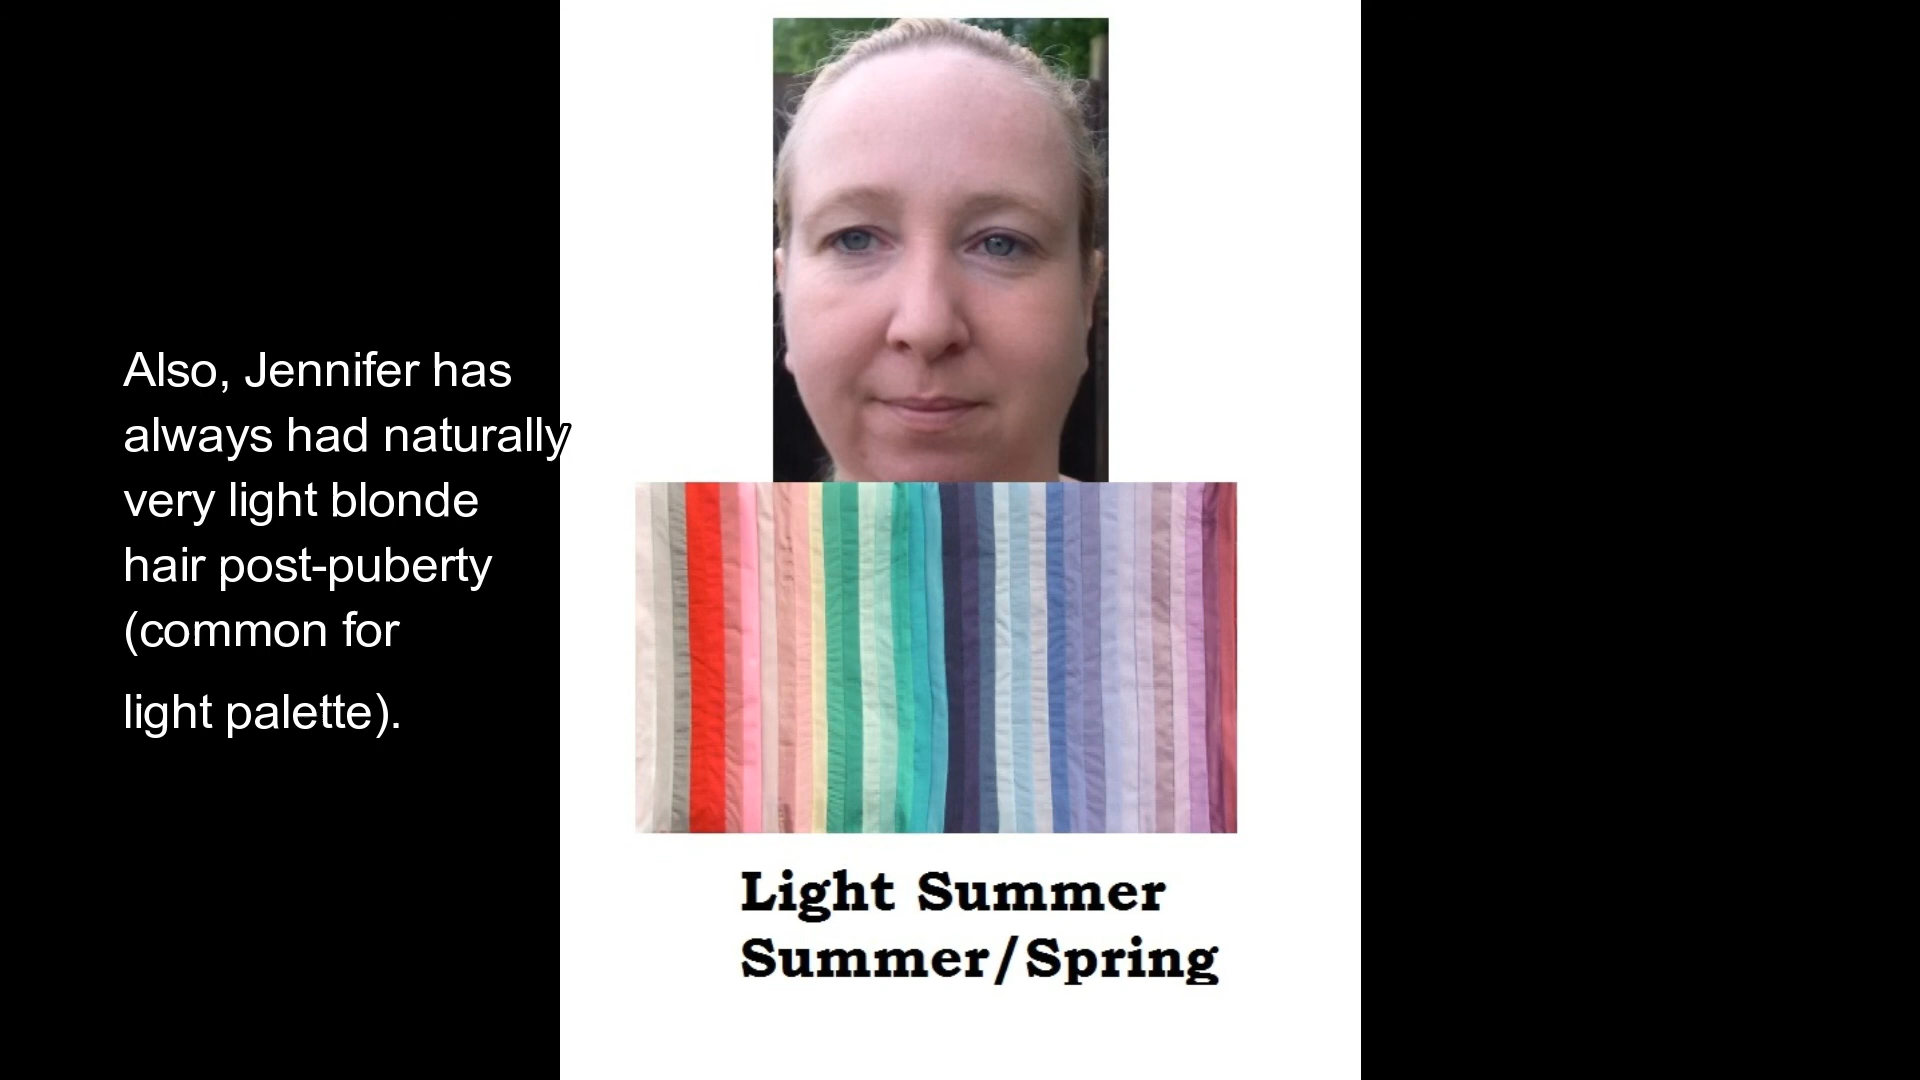 Also, Jennifer has
always had naturally
very light blonde
hair post-puberty
(common for
light palette).
Light Summer
Summer/Spring